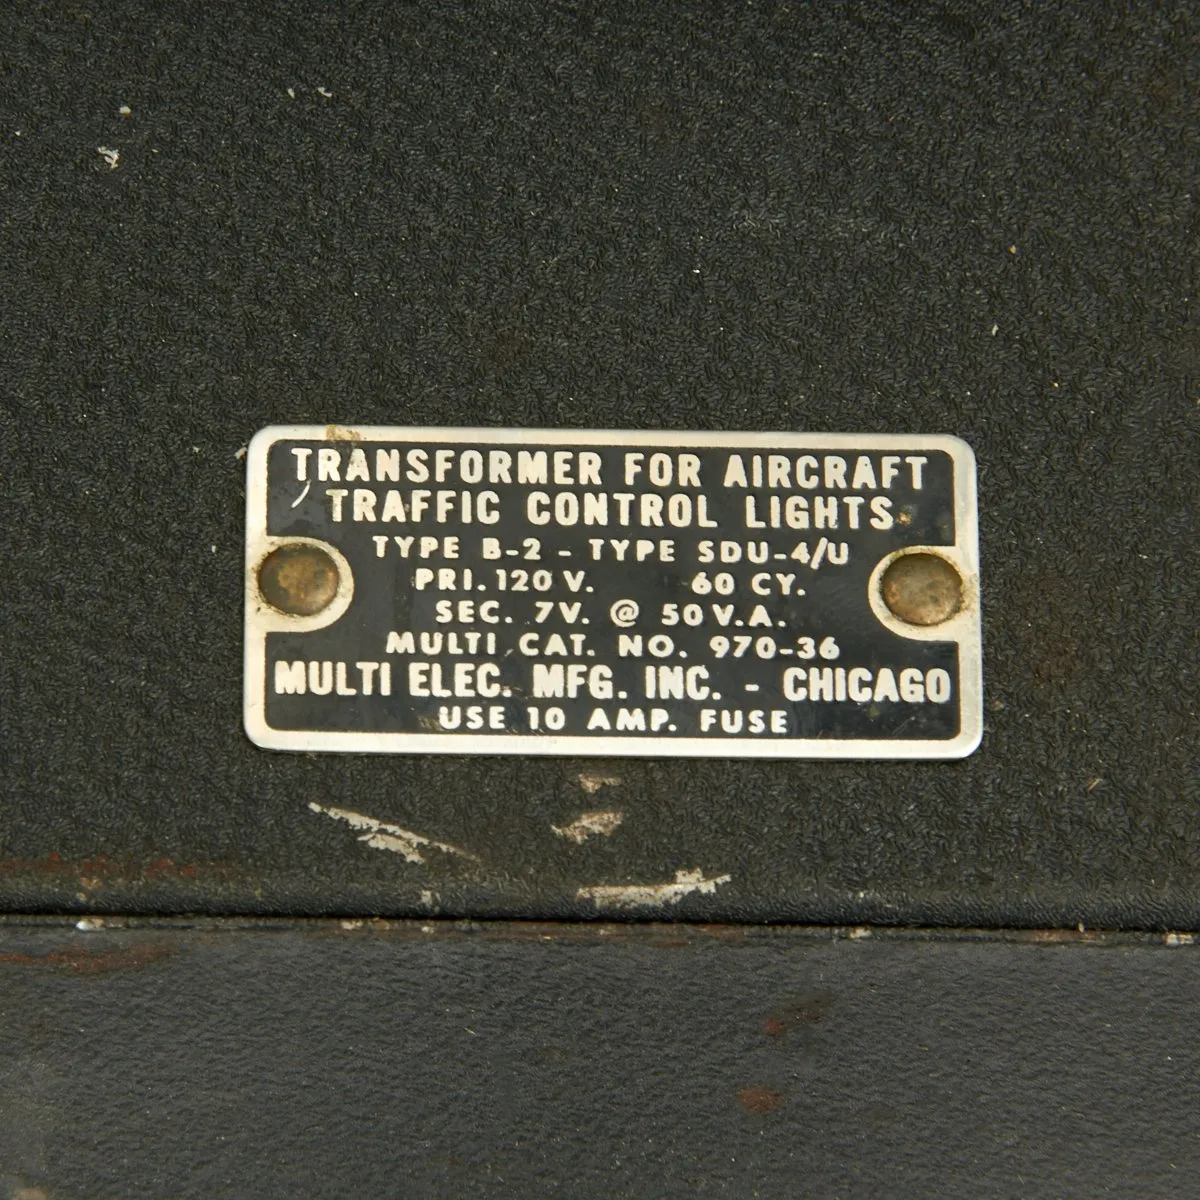 TRANSFORMER FOR AIRCRAFT
TRAFFIC CONTROL LIGHTS
TYPE B-2 - TYPE SDU-4/U
PRI. 120 V. 60 CY.
SEC. 7V. @ 50 V.A.
MULTI CAT. NO. 970-36
MULTI ELEC. MFG. INC. - CHICAGO
USE 10 AMP. FUSE